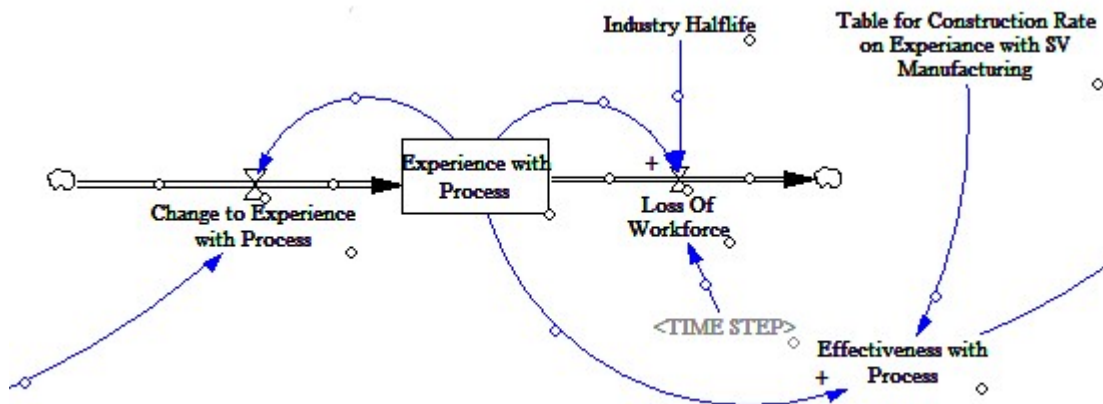 Industry Halflife
Table for Construction Rate
on Experiance with SV
Manufacturing
+
Experience with
Process
Change to Experience
with Process
Loss Of
Workforce
<TIME STEP>
Effectiveness with
+
Process